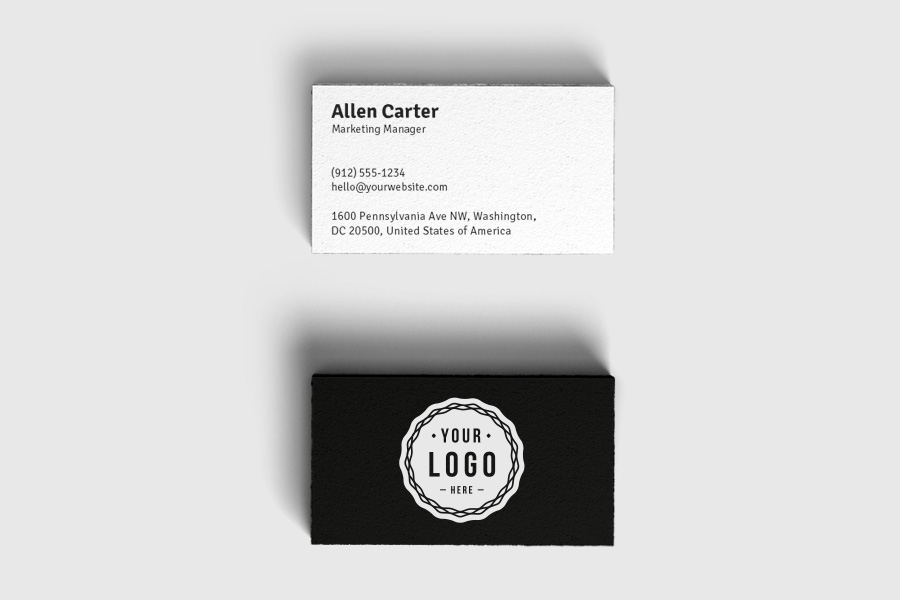 Allen Carter
Marketing Manager
(912) 555-1234
hello@yourwebsite.com
1600 Pennsylvania Ave NW, Washington,
DC 20500, United States of America
• YOUR •
LOGO
– HERE –